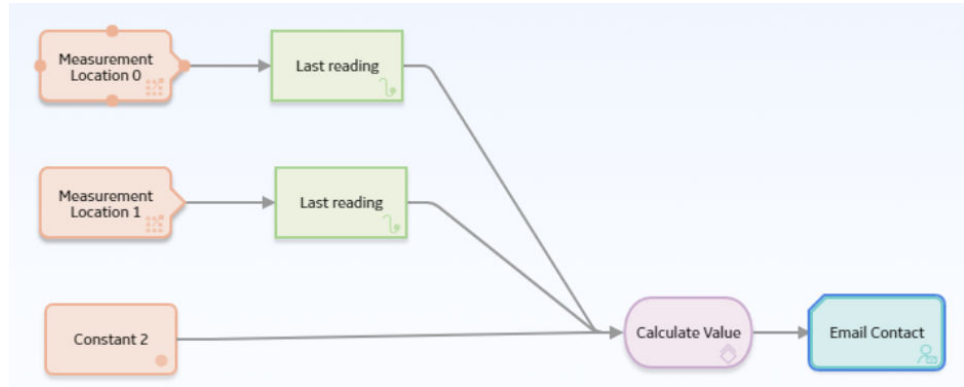 Measurement
Location 0
Last reading
Measurement
Location 1
Last reading
Constant 2
Calculate Value
Email Contact